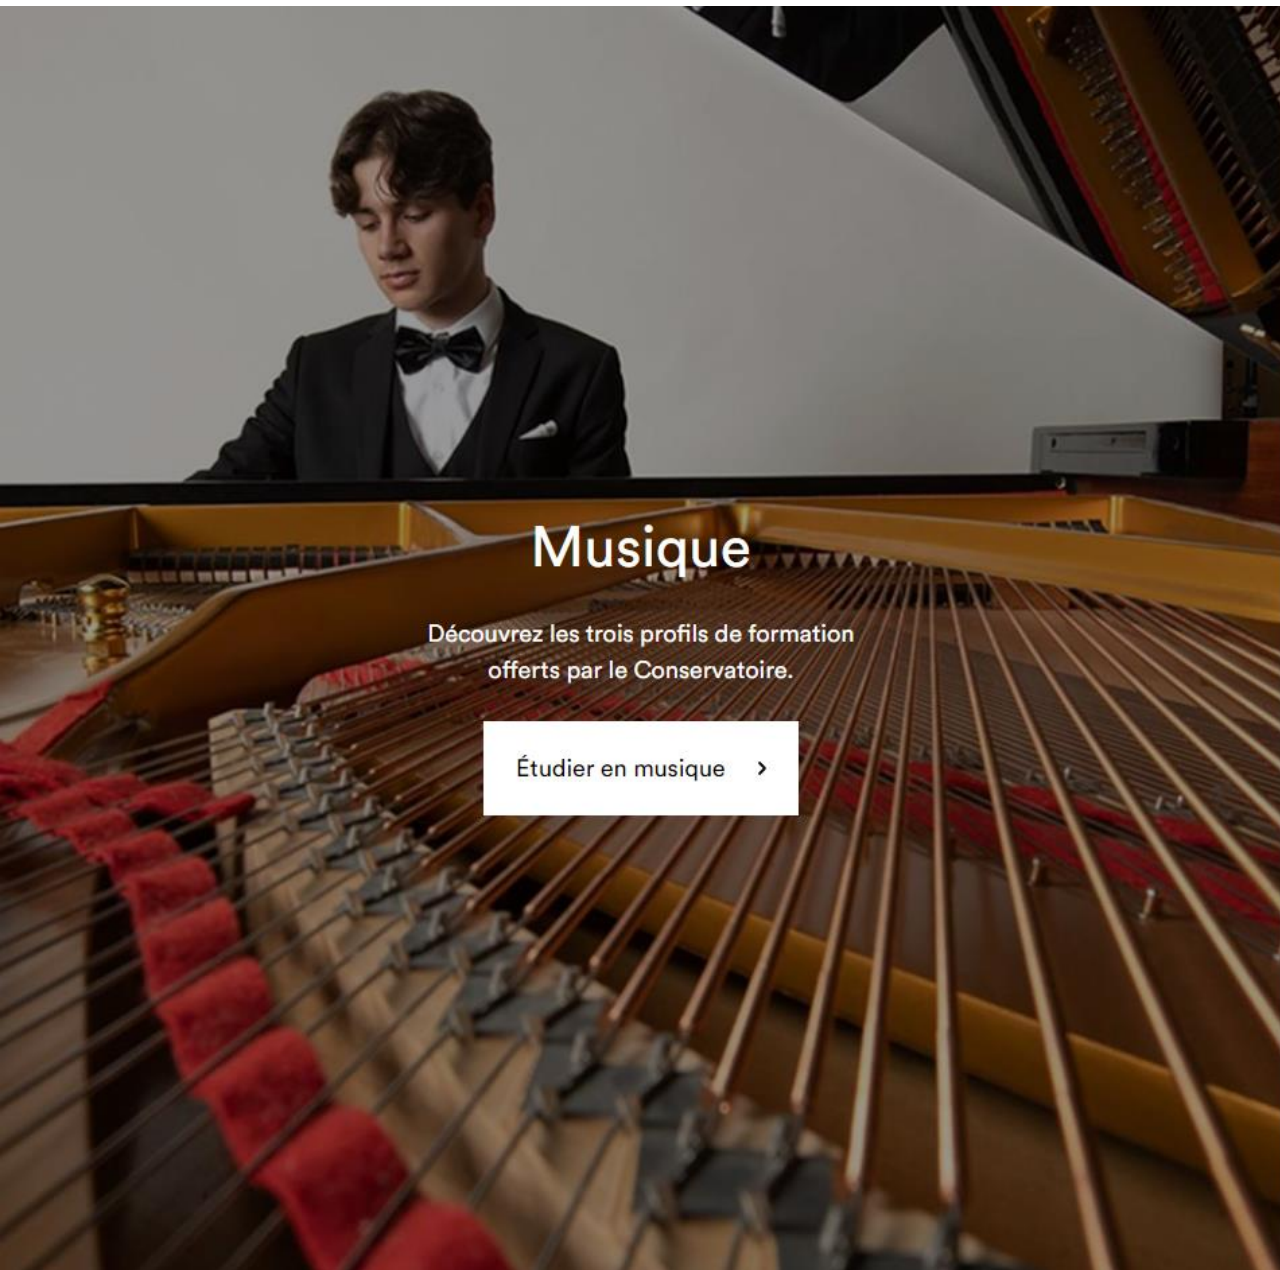 Musique
Découvrez les trois profils de formation
offerts par le Conservatoire.
Étudier en musique